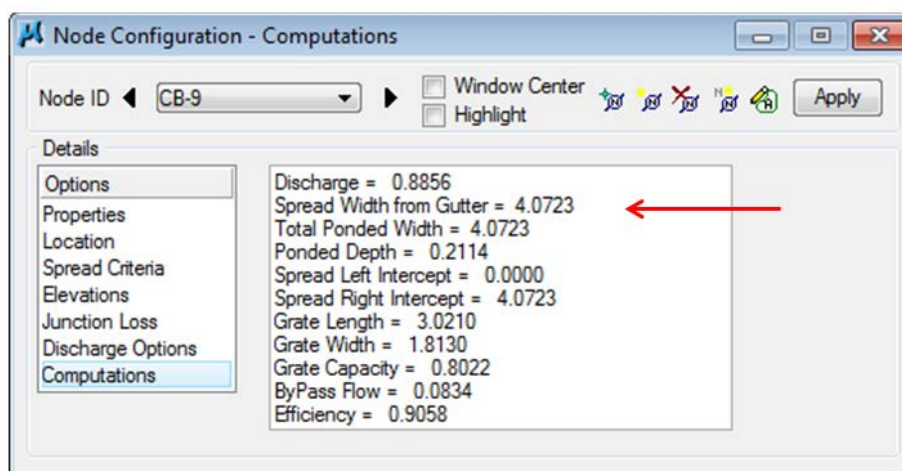 Node Configuration - Computations
Node ID CB-9 Window Center
Highlight
Apply
Details
Options
Properties
Location
Spread Criteria
Elevations
Junction Loss
Discharge Options
Computations
Discharge = 0.8856
Spread Width from Gutter = 4.0723
Total Ponded Width = 4.0723
Ponded Depth = 0.2114
Spread Left Intercept = 0.0000
Spread Right Intercept = 4.0723
Grate Length = 3.0210
Grate Width = 1.8130
Grate Capacity = 0.8022
ByPass Flow = 0.0834
Efficiency = 0.9058